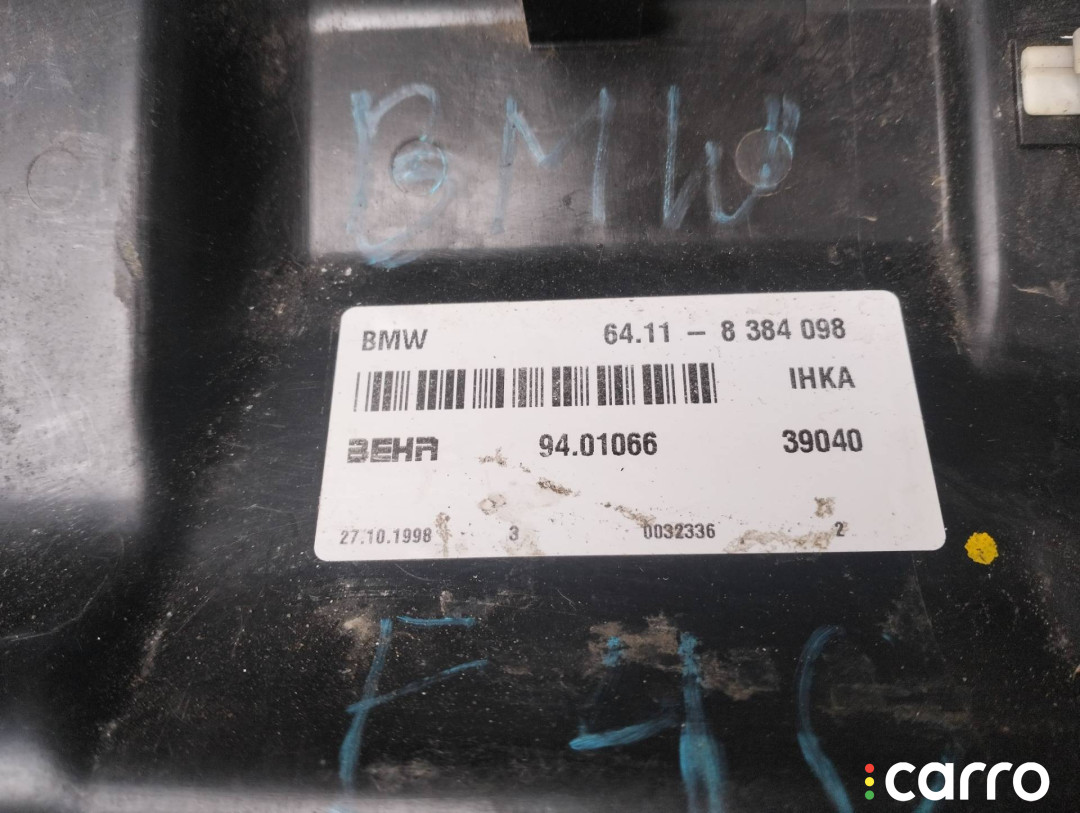 BMW
BMW 64.11 – 8 384 098
IHKA
BEHR 94.01066 39040
27.10.1998 3 0032336 2
carro